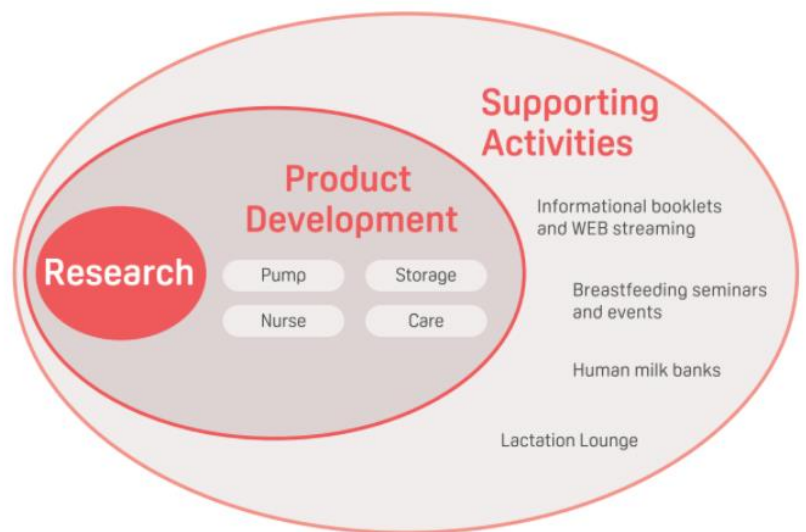 Supporting
Activities
Product
Development
Research
Pump
Storage
Nurse
Care
Informational booklets
and WEB streaming
Breastfeeding seminars
and events
Human milk banks
Lactation Lounge